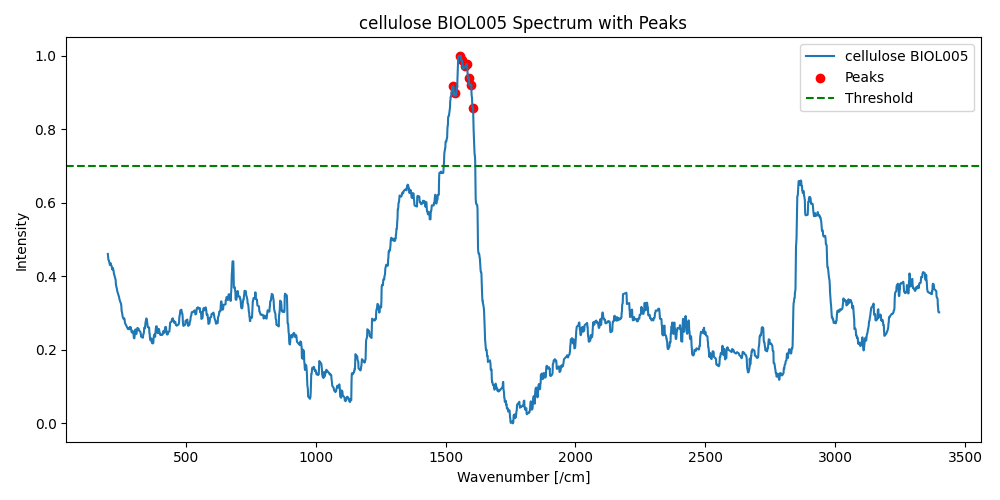 cellulose BIOL005 Spectrum with Peaks
cellulose BIOL005
Peaks
Threshold
Intensity
1.0
0.8
0.6
0.4
0.2
0.0
500 1000 1500 2000 2500 3000 3500
Wavenumber [/cm]